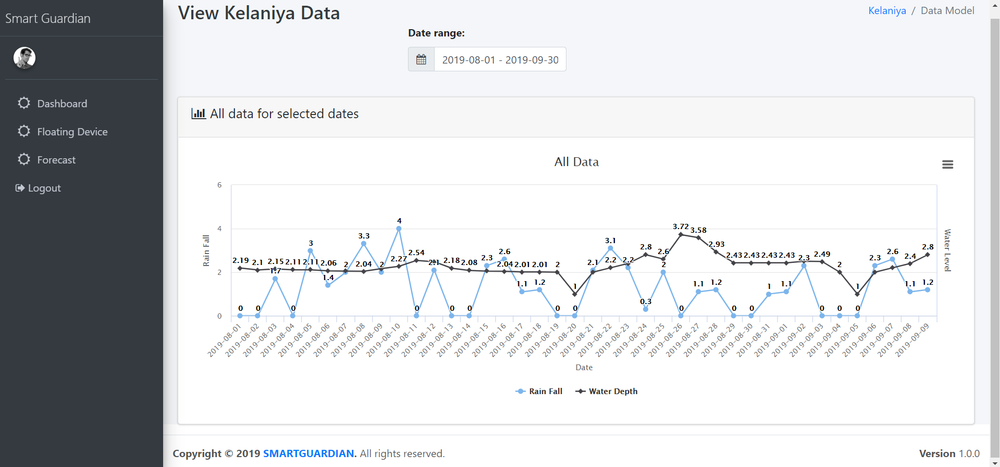 Smart Guardian
Dashboard
Floating Device
Forecast
Logout
View Kelaniya Data
Kelaniya / Data Model
Date range:
2019-08-01 - 2019-09-30
All data for selected dates
All Data
Rain Fall
6
4
2
0
Water Level
2.19 2.1 2.15 2.11 2.11 2.06 2 2.04 2 2.27 2.54 2.18 2.08 2.04 2.01 2.01 2 1 2.2 2.8 2.6 3.72 3.58 2.93 2.43 2.43 2.43 2.43 2.49 2 1 2.4 2.8
0 0 1.7 0 3 1.4 3.3 4 0 2.1 0 0 2.3 2.6 1.1 1.2 0 0 2.1 3.1 2.2 0.3 2 0 1.1 1.2 0 0 1 1.1 2.3 0 0 0 2.3 2.6 1.1 1.2
2019-08-01
2019-08-02
2019-08-03
2019-08-04
2019-08-05
2019-08-06
2019-08-07
2019-08-08
2019-08-09
2019-08-10
2019-08-11
2019-08-12
2019-08-13
2019-08-14
2019-08-15
2019-08-16
2019-08-17
2019-08-18
2019-08-19
2019-08-20
2019-08-21
2019-08-22
2019-08-23
2019-08-24
2019-08-25
2019-08-26
2019-08-27
2019-08-28
2019-08-29
2019-08-30
2019-08-31
2019-09-01
2019-09-02
2019-09-03
2019-09-04
2019-09-05
2019-09-06
2019-09-07
2019-09-08
2019-09-09
Date
Rain Fall Water Depth
Copyright © 2019 SMARTGUARDIAN. All rights reserved.
Version 1.0.0